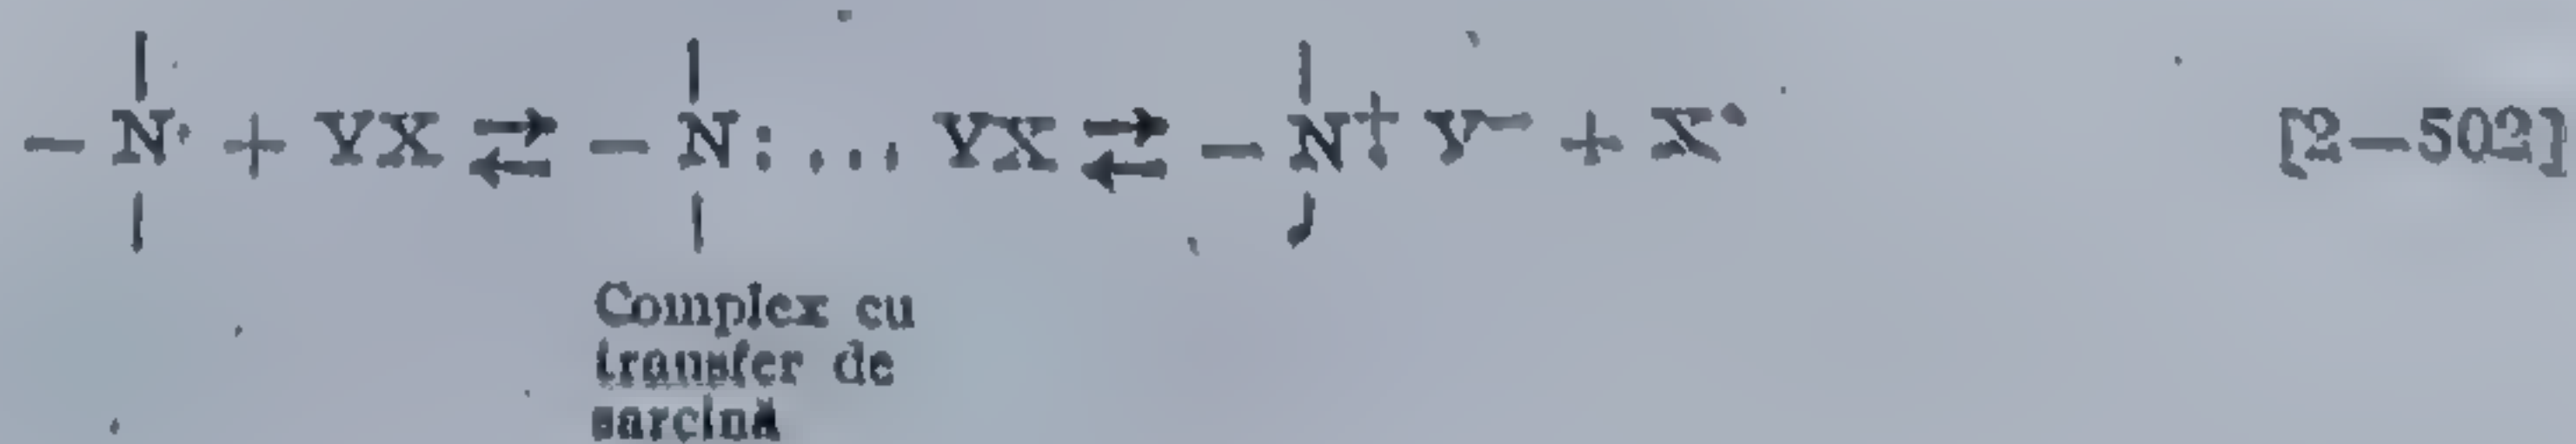 — N· + YX ⇄ — N: ... YX ⇄ — N⁺· Y⁻ + X· [2—502]
Complex cu
transfer de
sarcină